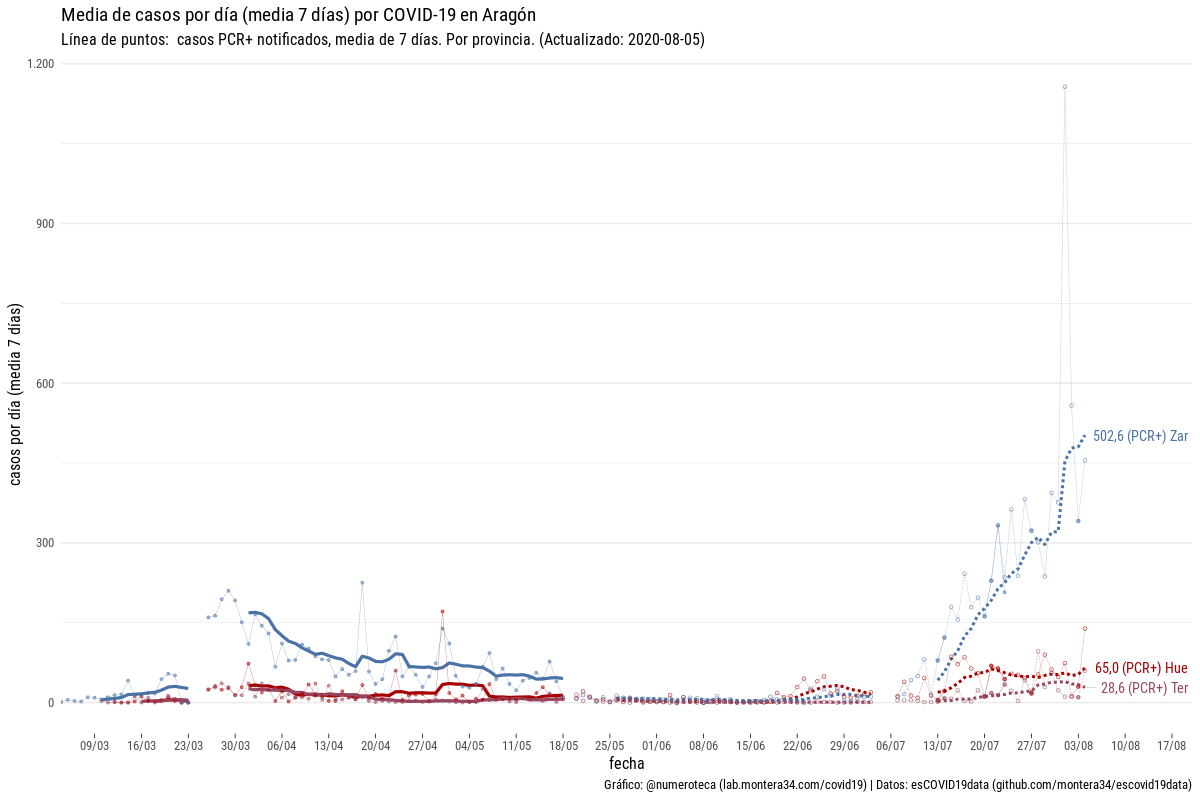 Media de casos por día (media 7 días) por COVID-19 en Aragón
Línea de puntos:  casos PCR+ notificados, media de 7 días. Por provincia. (Actualizado: 2020-08-05)
1.200
900
600
300
0
casos por día (media 7 días)
502,6 (PCR+) Zar
65,0 (PCR+) Hue
28,6 (PCR+) Ter
09/03 16/03 23/03 30/03 06/04 13/04 20/04 27/04 04/05 11/05 18/05 25/05 01/06 08/06 15/06 22/06 29/06 06/07 13/07 20/07 27/07 03/08 10/08 17/08
fecha
Gráfico: @numeroteca (lab.montera34.com/covid19) | Datos: esCOVID19data (github.com/montera34/escovid19data)